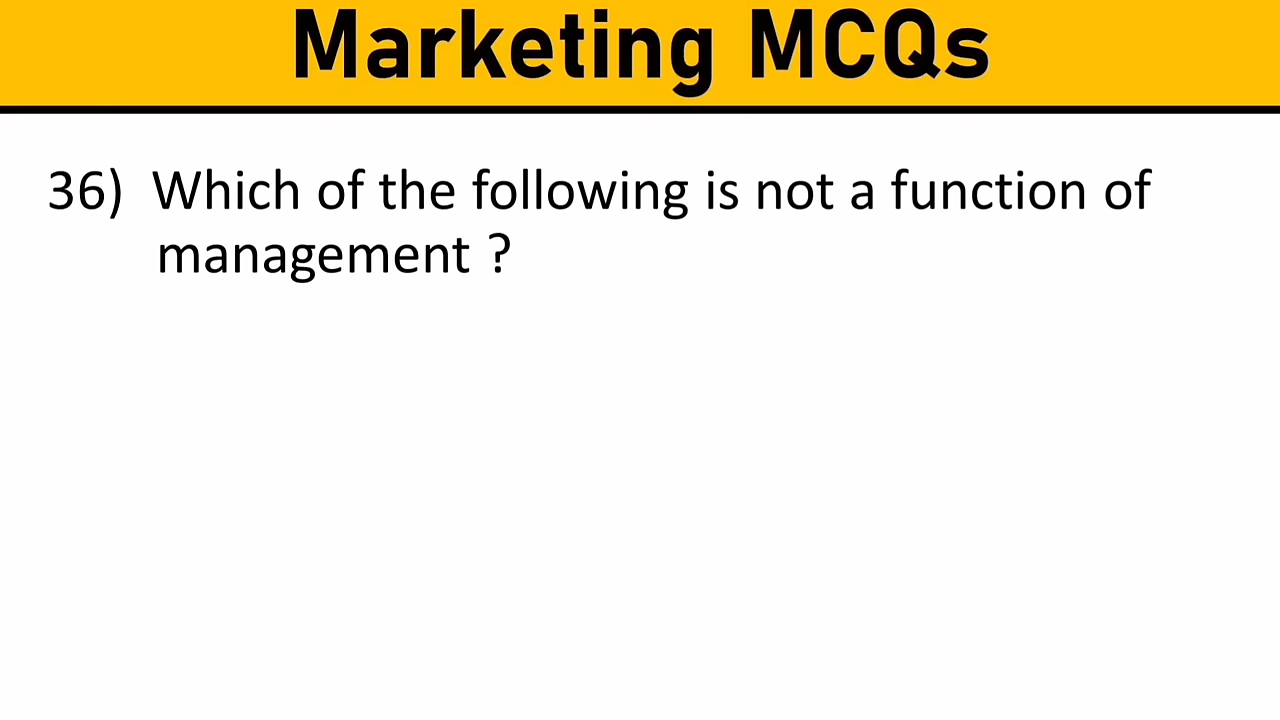 Marketing MCQs
36) Which of the following is not a function of
management ?